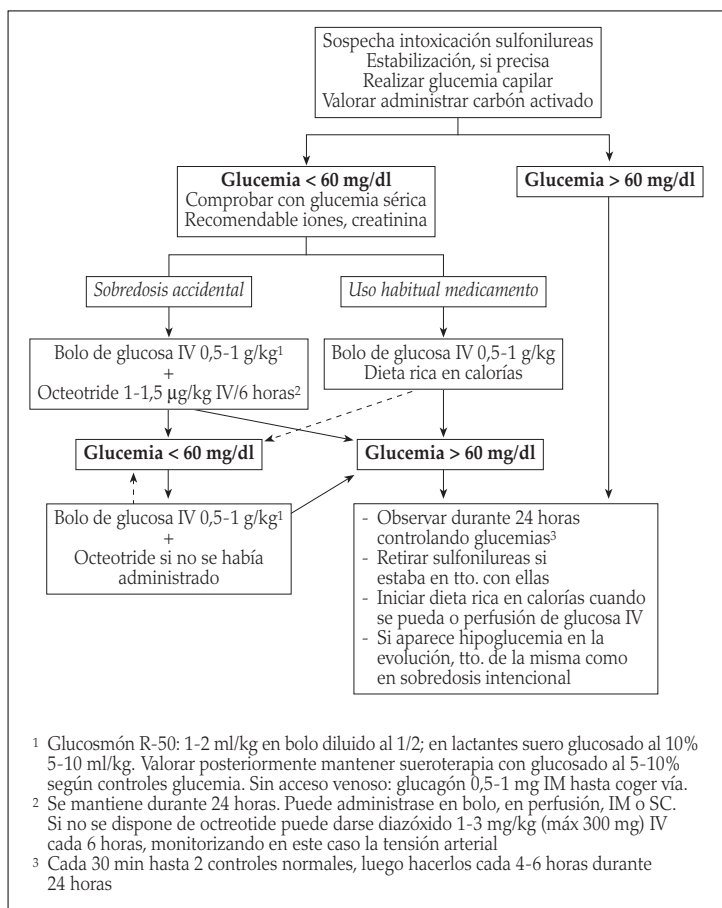 Sospecha intoxicación sulfonilureas
Estabilización, si precisa
Realizar glucemia capilar
Valorar administrar carbón activado
Glucemia < 60 mg/dl
Comprobar con glucemia sérica
Recomendable iones, creatinina
Glucemia > 60 mg/dl
Sobredosis accidental
Uso habitual medicamento
Bolo de glucosa IV 0,5-1 g/kg¹
+
Octeotride 1-1,5 µg/kg IV/6 horas²
Bolo de glucosa IV 0,5-1 g/kg
Dieta rica en calorías
Glucemia < 60 mg/dl
Glucemia > 60 mg/dl
Bolo de glucosa IV 0,5-1 g/kg¹
+
Octeotride si no se había
administrado
- Observar durante 24 horas
controlando glucemias³
- Retirar sulfonilureas si
estaba en tto. con ellas
- Iniciar dieta rica en calorías cuando
se pueda o perfusión de glucosa IV
- Si aparece hipoglucemia en la
evolución, tto. de la misma como
en sobredosis intencional
¹ Glucosmón R-50: 1-2 ml/kg en bolo diluido al 1/2; en lactantes suero glucosado al 10%
5-10 ml/kg. Valorar posteriormente mantener sueroterapia con glucosado al 5-10%
según controles glucemia. Sin acceso venoso: glucagón 0,5-1 mg IM hasta coger vía.
² Se mantiene durante 24 horas. Puede administrase en bolo, en perfusión, IM o SC.
Si no se dispone de octreotide puede darse diazóxido 1-3 mg/kg (máx 300 mg) IV
cada 6 horas, monitorizando en este caso la tensión arterial
³ Cada 30 min hasta 2 controles normales, luego hacerlos cada 4-6 horas durante
24 horas